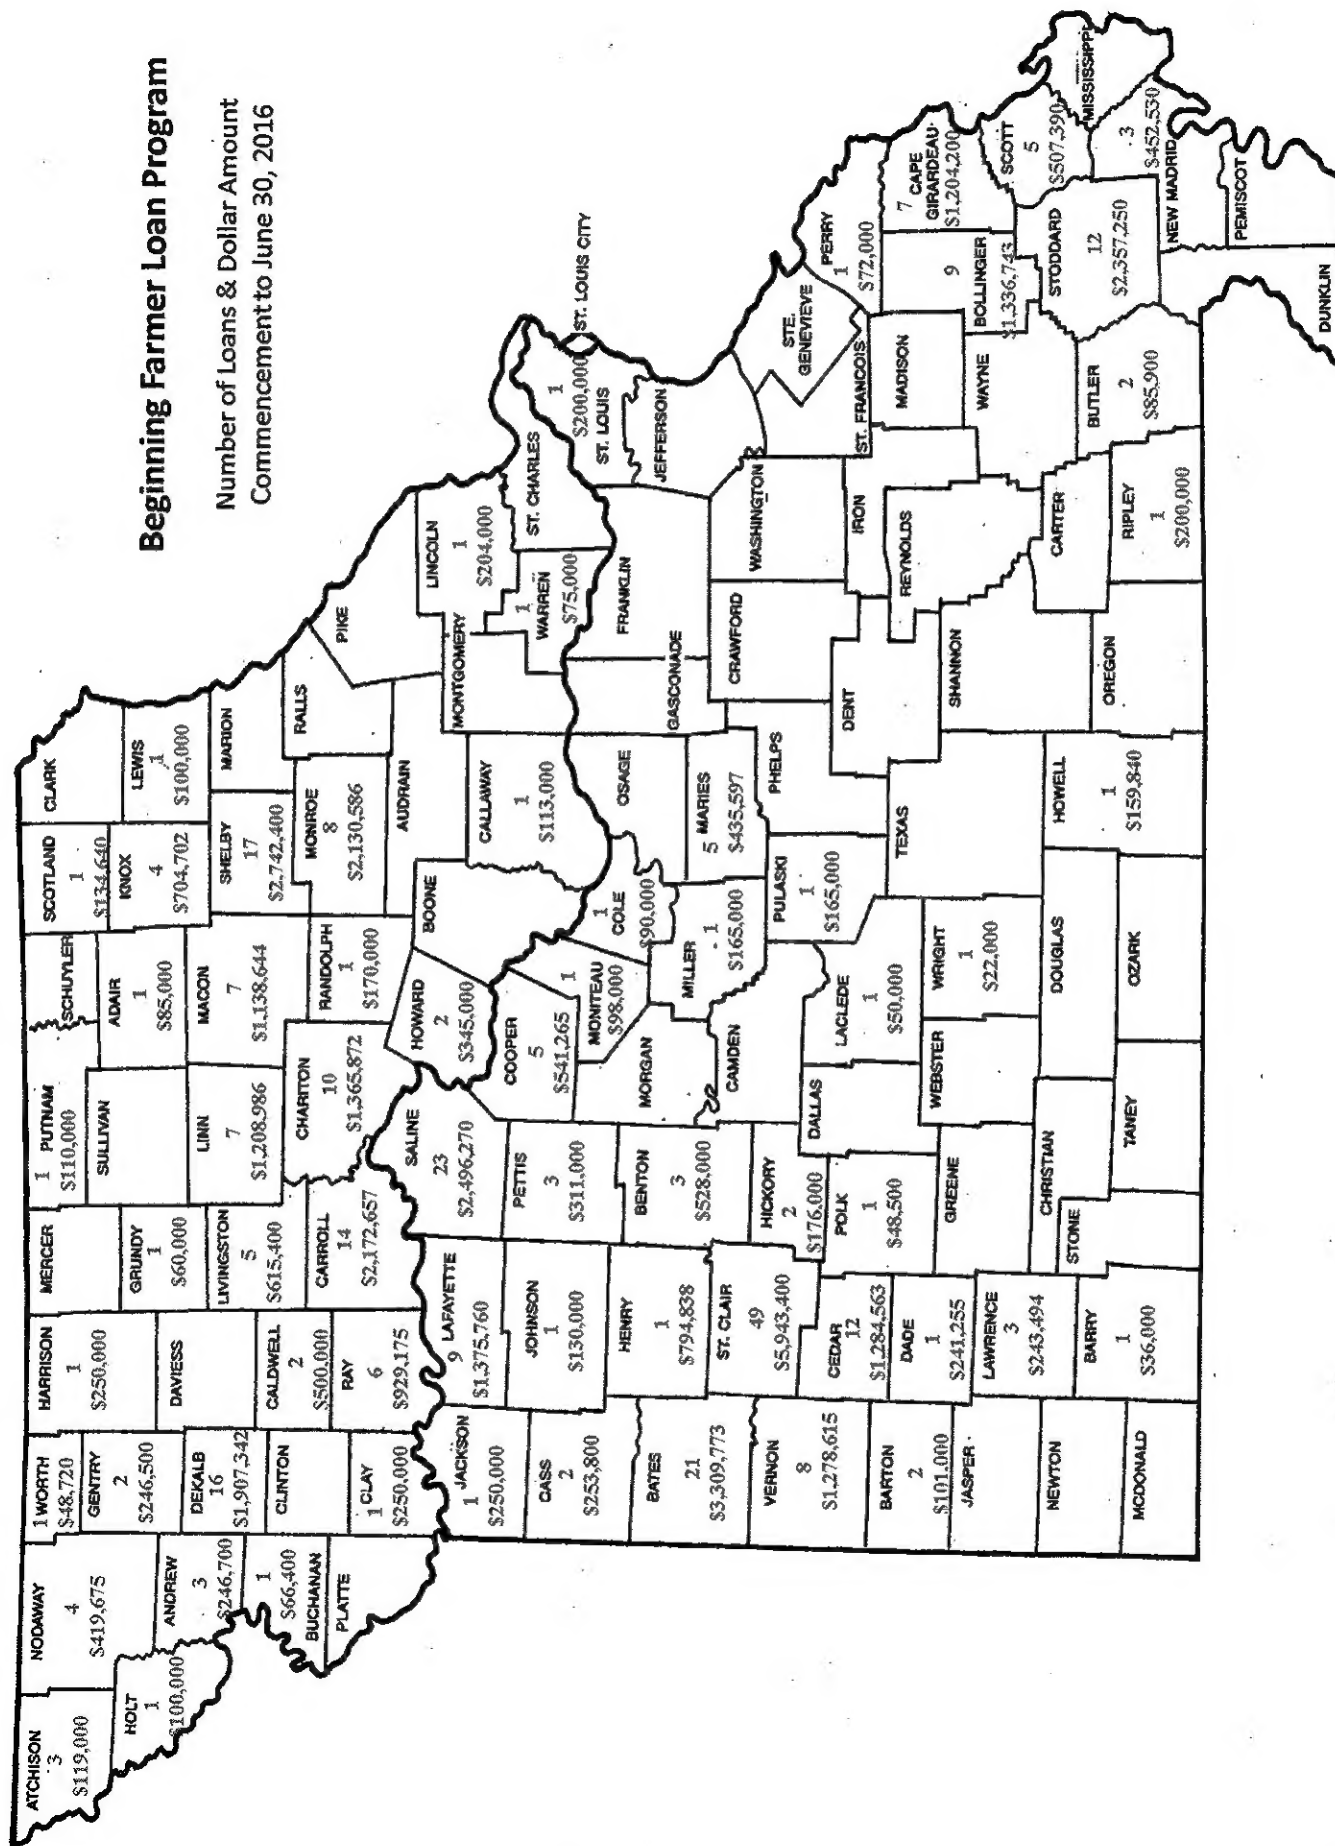 Beginning Farmer Loan Program
Number of Loans & Dollar Amount
Commencement to June 30, 2016
ATCHISON
3
$119,000
HOLT
1
$100,000
NODAWAY
4
$419,675
ANDREW
3
$246,700
1
$66,400
BUCHANAN
PLATTE
1 WORTH
$48,720
GENTRY
2
$246,500
DEKALB
16
$1,907,342
CLINTON
1 CLAY
$250,000
HARRISON
1
$250,000
DAVIESS
CALDWELL
2
$500,000
RAY
6
$929,175
MERCER
GRUNDY
1
$60,000
LIVINGSTON
5
$615,400
CARROLL
14
$2,172,657
1 PUTNAM
$110,000
SULLIVAN
LINN
7
$1,208,986
CHARITON
10
$1,365,872
SCHUYLER
ADAIR
1
$85,000
MACON
7
$1,138,644
RANDOLPH
1
$170,000
HOWARD
2
$345,000
SCOTLAND
1
$134,640
KNOX
4
$704,702
SHELBY
17
$2,742,400
MONROE
8
$2,130,586
AUDRAIN
BOONE
CALLAWAY
1
$113,000
CLARK
LEWIS
1
$100,000
MARION
RALLS
PIKE
MONTGOMERY
LINCOLN
1
$204,000
1
WARREN
$75,000
ST. CHARLES
1
$200,000
ST. LOUIS
ST. LOUIS CITY
JACKSON
1
$250,000
CASS
2
$253,800
BATES
21
$3,309,773
VERNON
8
$1,278,615
BARTON
2
$101,000
JASPER
NEWTON
MCDONALD
9 LAFAYETTE
$1,375,760
JOHNSON
1
$130,000
HENRY
1
$794,838
ST. CLAIR
49
$5,943,400
CEDAR
12
$1,284,563
DADE
1
$241,255
LAWRENCE
3
$243,494
BARRY
1
$36,000
SALINE
23
$2,496,270
PETTIS
3
$311,000
BENTON
3
$528,000
HICKORY
2
$176,000
POLK
1
$48,500
GREENE
CHRISTIAN
STONE
TANEY
COOPER
5
$541,265
MONITEAU
1
$98,000
MORGAN
CAMDEN
DALLAS
LACLEDE
1
$50,000
WEBSTER
WRIGHT
1
$22,000
DOUGLAS
OZARK
1
COLE
$90,000
MILLER
1
$165,000
OSAGE
5 MARIES
$435,597
PULASKI
1
$165,000
PHELPS
TEXAS
HOWELL
1
$159,840
GASCONADE
FRANKLIN
JEFFERSON
CRAWFORD
WASHINGTON
DENT
IRON
REYNOLDS
SHANNON
OREGON
CARTER
RIPLEY
1
$200,000
STE.
GENEVIEVE
ST. FRANCOIS
MADISON
WAYNE
BUTLER
2
$85,900
PERRY
1
$72,000
9
BOLLINGER
$1,336,743
7 CAPE
GIRARDEAU
$1,204,200
SCOTT
5
$507,390
MISSISSIPPI
STODDARD
12
$2,357,250
3
$452,530
NEW MADRID
PEMISCOT
DUNKLIN